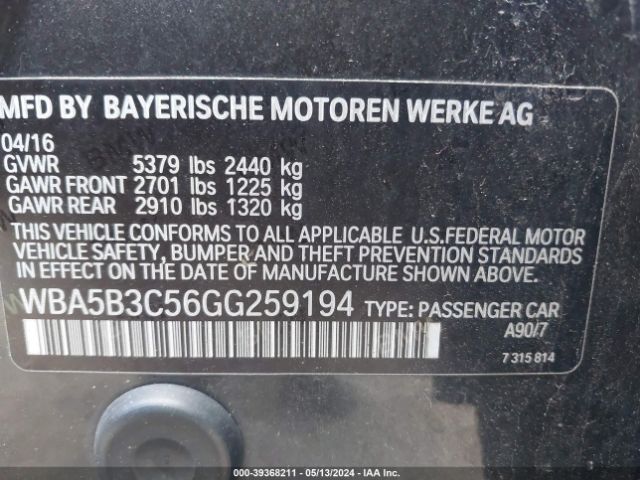 MFD BY BAYERISCHE MOTOREN WERKE AG
04/16
GVWR 5379 lbs 2440 kg
GAWR FRONT 2701 lbs 1225 kg
GAWR REAR 2910 lbs 1320 kg
THIS VEHICLE CONFORMS TO ALL APPLICABLE U.S.FEDERAL MOTOR
VEHICLE SAFETY, BUMPER AND THEFT PREVENTION STANDARDS
IN EFFECT ON THE DATE OF MANUFACTURE SHOWN ABOVE.
WBA5B3C56GG259194 TYPE: PASSENGER CAR
A90/7
7 315 814
000-39368211 - 05/13/2024 - IAA Inc.